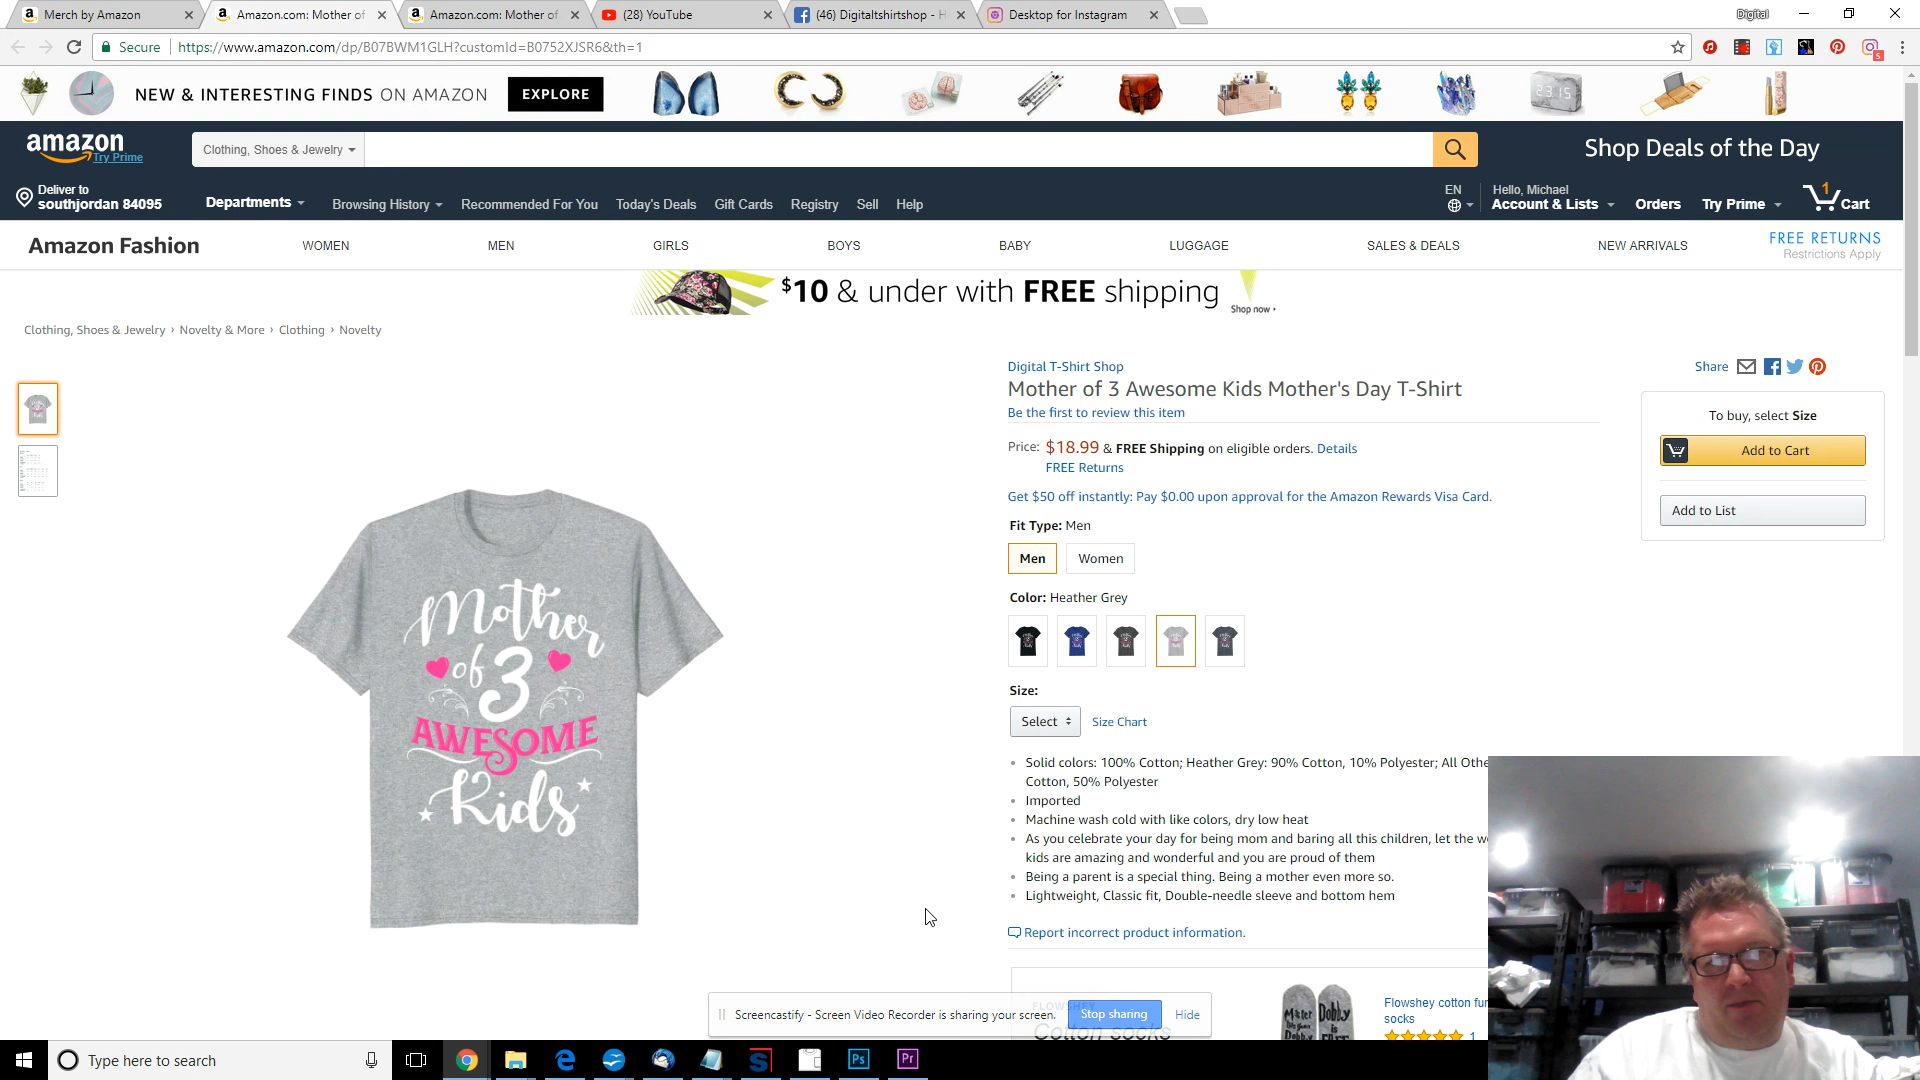 Merch by Amazon
Amazon.com: Mother of
Amazon.com: Mother of
(28) YouTube
(46) Digitaltshirtshop - H
Desktop for Instagram
Digital
Secure
https://www.amazon.com/dp/B07BWM1GLH?customId=B0752XJSR6&th=1
NEW & INTERESTING FINDS ON AMAZON
EXPLORE
23:15
amazon
Try Prime
Clothing, Shoes & Jewelry
Shop Deals of the Day
Deliver to
southjordan 84095
Departments
Browsing History
Recommended For You
Today's Deals
Gift Cards
Registry
Sell
Help
EN
Hello, Michael
Account & Lists
Orders
Try Prime
1
Cart
Amazon Fashion
WOMEN
MEN
GIRLS
BOYS
BABY
LUGGAGE
SALES & DEALS
NEW ARRIVALS
FREE RETURNS
Restrictions Apply
$10 & under with FREE shipping
Shop now
Clothing, Shoes & Jewelry › Novelty & More › Clothing › Novelty
Digital T-Shirt Shop
Mother of 3 Awesome Kids Mother's Day T-Shirt
Be the first to review this item
Price: $18.99 & FREE Shipping on eligible orders. Details
FREE Returns
Get $50 off instantly: Pay $0.00 upon approval for the Amazon Rewards Visa Card.
Fit Type: Men
Men
Women
Color: Heather Grey
Size:
Select
Size Chart
Solid colors: 100% Cotton; Heather Grey: 90% Cotton, 10% Polyester; All Othe
Cotton, 50% Polyester
Imported
Machine wash cold with like colors, dry low heat
As you celebrate your day for being mom and baring all this children, let the w
kids are amazing and wonderful and you are proud of them
Being a parent is a special thing. Being a mother even more so.
Lightweight, Classic fit, Double-needle sleeve and bottom hem
Report incorrect product information.
Share
To buy, select Size
Add to Cart
Add to List
Mother
of 3
AWESOME
Kids
FLOWSHEY
Cotton socks
Flowshey cotton fun
socks
1
Screencastify - Screen Video Recorder is sharing your screen.
Stop sharing
Hide
Type here to search
Ps
Pr